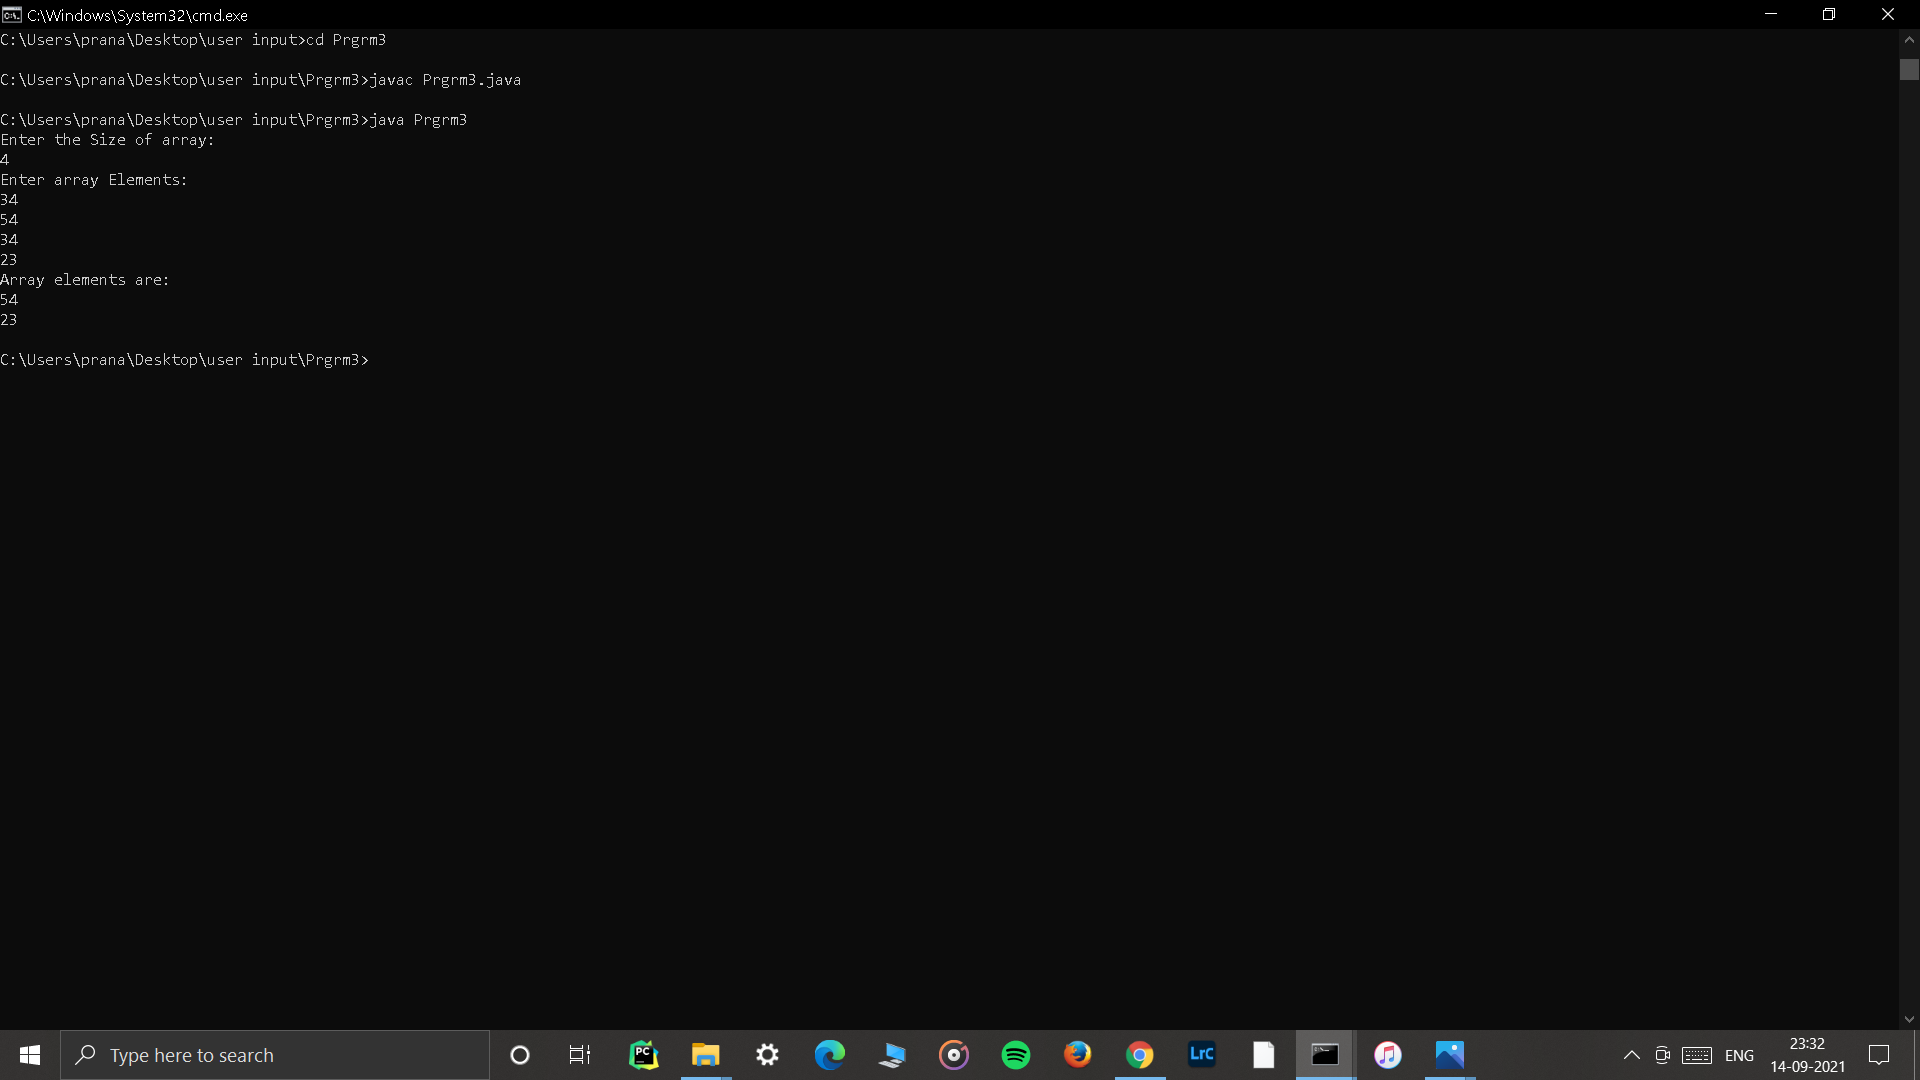 C:\Windows\System32\cmd.exe
C:\Users\prana\Desktop\user input>cd Prgrm3
C:\Users\prana\Desktop\user input\Prgrm3>javac Prgrm3.java
C:\Users\prana\Desktop\user input\Prgrm3>java Prgrm3
Enter the Size of array:
4
Enter array Elements:
34
54
34
23
Array elements are:
54
23
C:\Users\prana\Desktop\user input\Prgrm3>
Type here to search
PC
LrC
ENG
23:32
14-09-2021